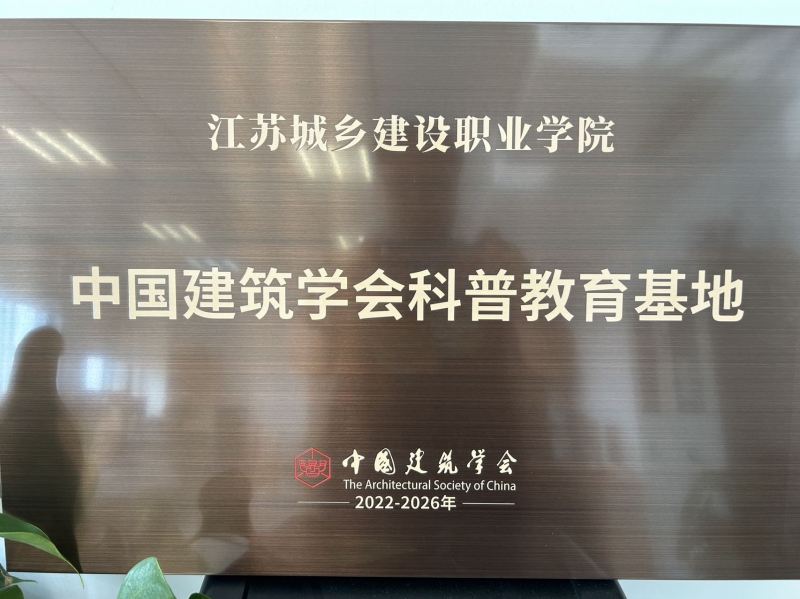 江苏城乡建设职业学院
中国建筑学会科普教育基地
中国建筑学会
The Architectural Society of China
2022-2026年